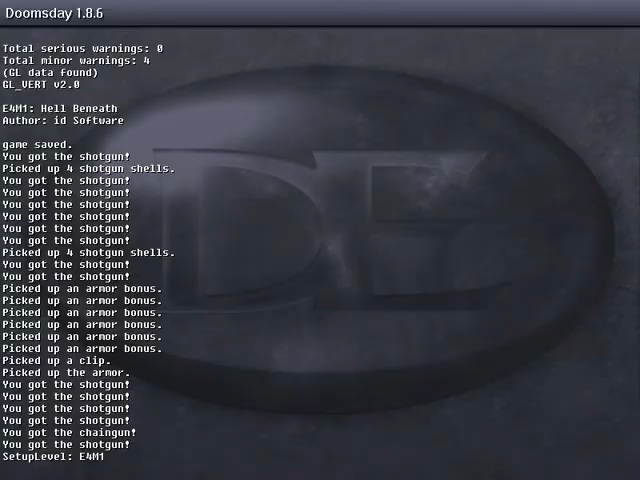 Doomsday 1.8.6
Total serious warnings: 0
Total minor warnings: 4
(GL data found)
GL_VERT v2.0
E4M1: Hell Beneath
Author: id Software
game saved.
You got the shotgun!
Picked up 4 shotgun shells.
You got the shotgun!
You got the shotgun!
You got the shotgun!
You got the shotgun!
You got the shotgun!
You got the shotgun!
Picked up 4 shotgun shells.
You got the shotgun!
You got the shotgun!
Picked up an armor bonus.
Picked up an armor bonus.
Picked up an armor bonus.
Picked up an armor bonus.
Picked up an armor bonus.
Picked up an armor bonus.
Picked up a clip.
Picked up the armor.
You got the shotgun!
You got the shotgun!
You got the shotgun!
You got the shotgun!
You got the chaingun!
You got the shotgun!
SetupLevel: E4M1
DE